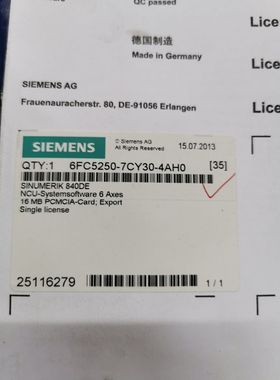 QC passed
Lice
德国制造
Made in Germany
Lice
SIEMENS AG
Frauenauracherstr. 80, DE-91056 Erlangen
Lice
SIEMENS
© Siemens AG
All Rights Reserved
15.07.2013
QTY:1 6FC5250-7CY30-4AH0 [35]
SINUMERIK 840DE
NCU-Systemsoftware 6 Axes
16 MB PCMCIA-Card; Export
Single license
25116279
1 / 1